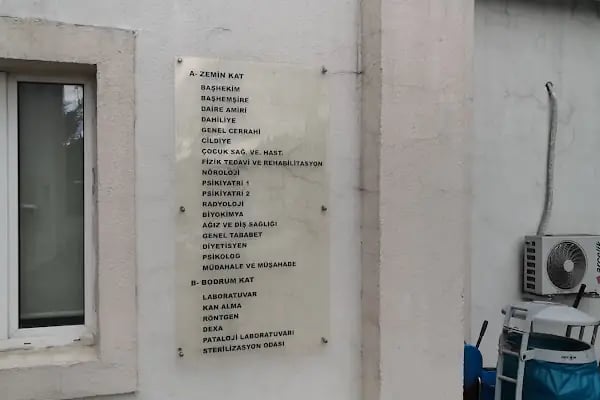 A- ZEMİN KAT
BAŞHEKİM
BAŞHEMŞİRE
DAİRE AMİRİ
DAHİLİYE
GENEL CERRAHİ
CİLDİYE
ÇOCUK SAĞ. VE. HAST.
FİZİK TEDAVİ VE REHABİLİTASYON
NÖROLOJİ
PSİKİYATRİ 1
PSİKİYATRİ 2
RADYOLOJİ
BİYOKİMYA
AĞIZ VE DİŞ SAĞLIĞI
GENEL TABABET
DİYETİSYEN
PSİKOLOG
MÜDAHALE VE MÜŞAHADE
B- BODRUM KAT
LABORATUVAR
KAN ALMA
RÖNTGEN
DEXA
PATALOJİ LABORATUVARI
STERİLİZASYON ODASI
arçelik